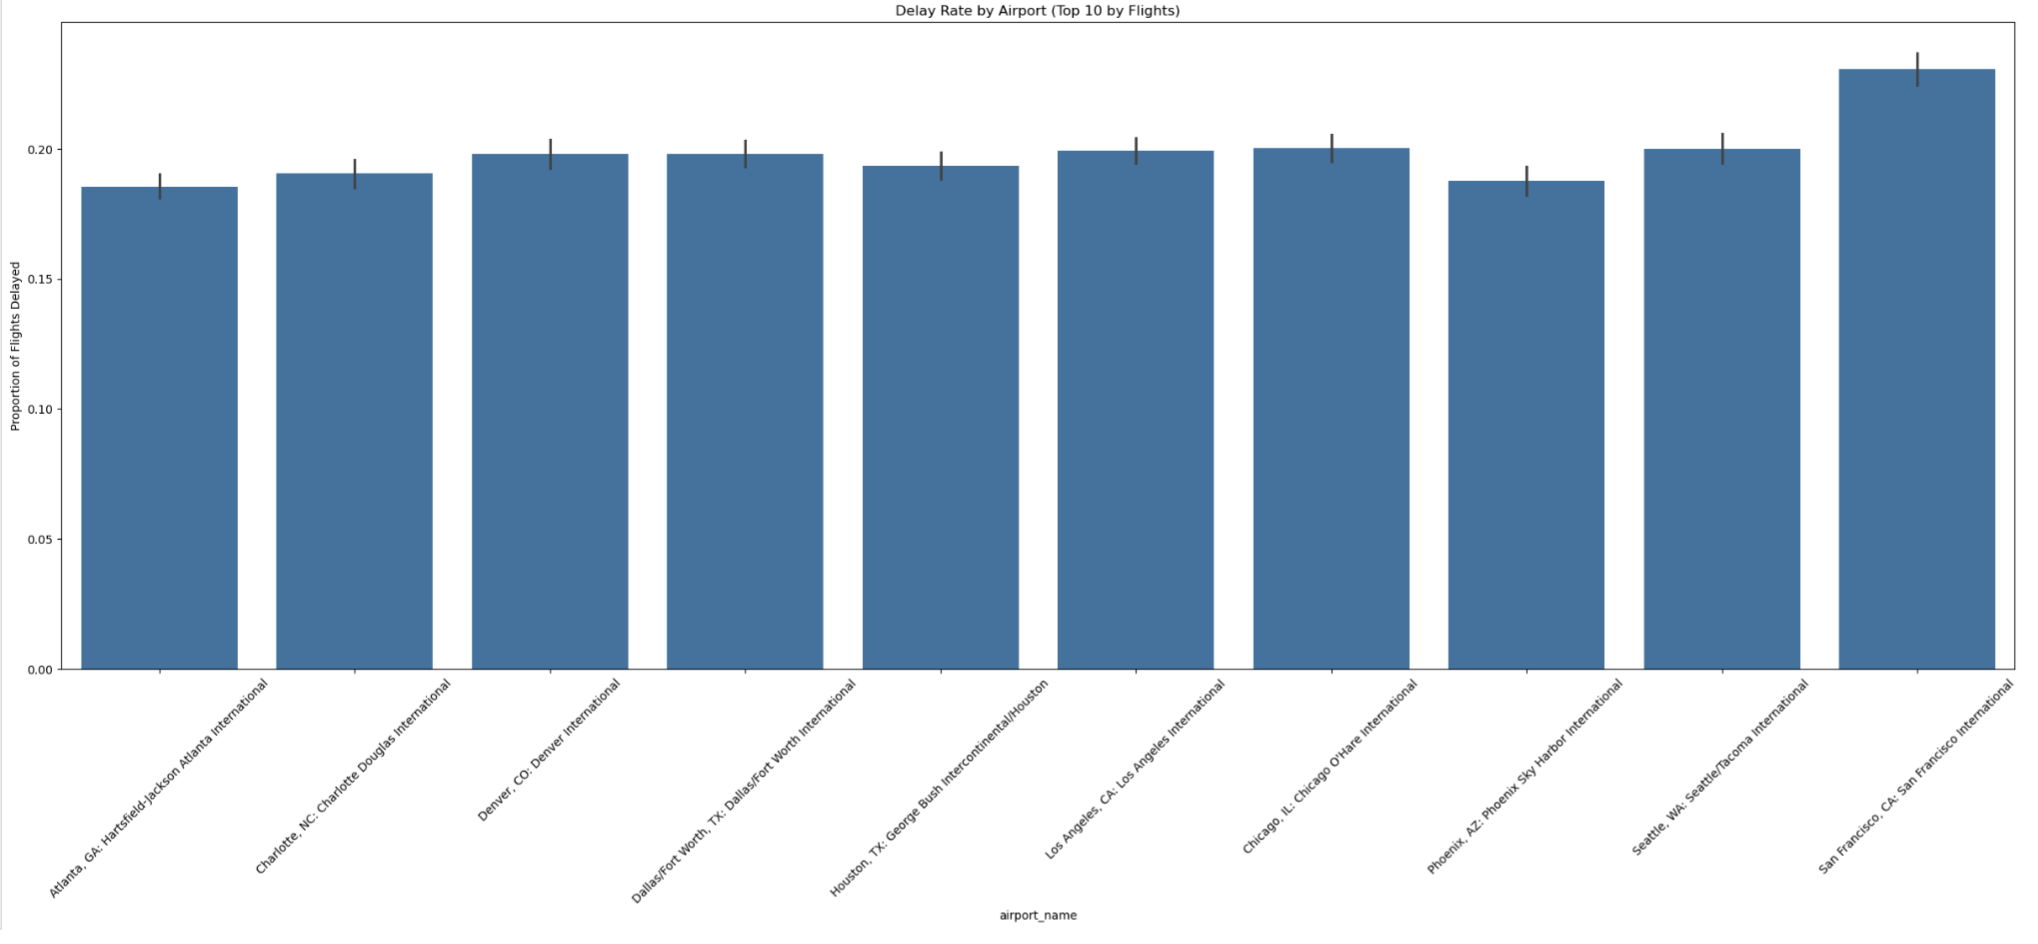 Delay Rate by Airport (Top 10 by Flights)
Proportion of Flights Delayed
0.20
0.15
0.10
0.05
0.00
Atlanta, GA: Hartsfield-Jackson Atlanta International
Charlotte, NC: Charlotte Douglas International
Denver, CO: Denver International
Dallas/Fort Worth, TX: Dallas/Fort Worth International
Houston, TX: George Bush Intercontinental/Houston
Los Angeles, CA: Los Angeles International
Chicago, IL: Chicago O'Hare International
Phoenix, AZ: Phoenix Sky Harbor International
Seattle, WA: Seattle/Tacoma International
San Francisco, CA: San Francisco International
airport_name